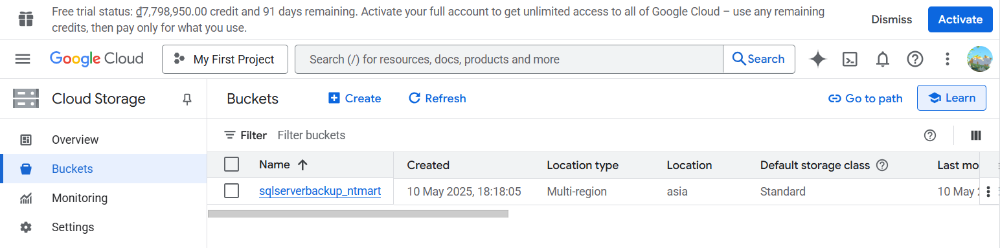 Free trial status: ₫7,798,950.00 credit and 91 days remaining. Activate your full account to get unlimited access to all of Google Cloud – use any remaining
credits, then pay only for what you use.
Dismiss
Activate
Google Cloud
My First Project
Search (/) for resources, docs, products and more
Search
Cloud Storage
Buckets
Create
Refresh
Go to path
Learn
Overview
Buckets
Monitoring
Settings
Filter Filter buckets
Name Created Location type Location Default storage class Last mo
sqlserverbackup_ntmart 10 May 2025, 18:18:05 Multi-region asia Standard 10 May